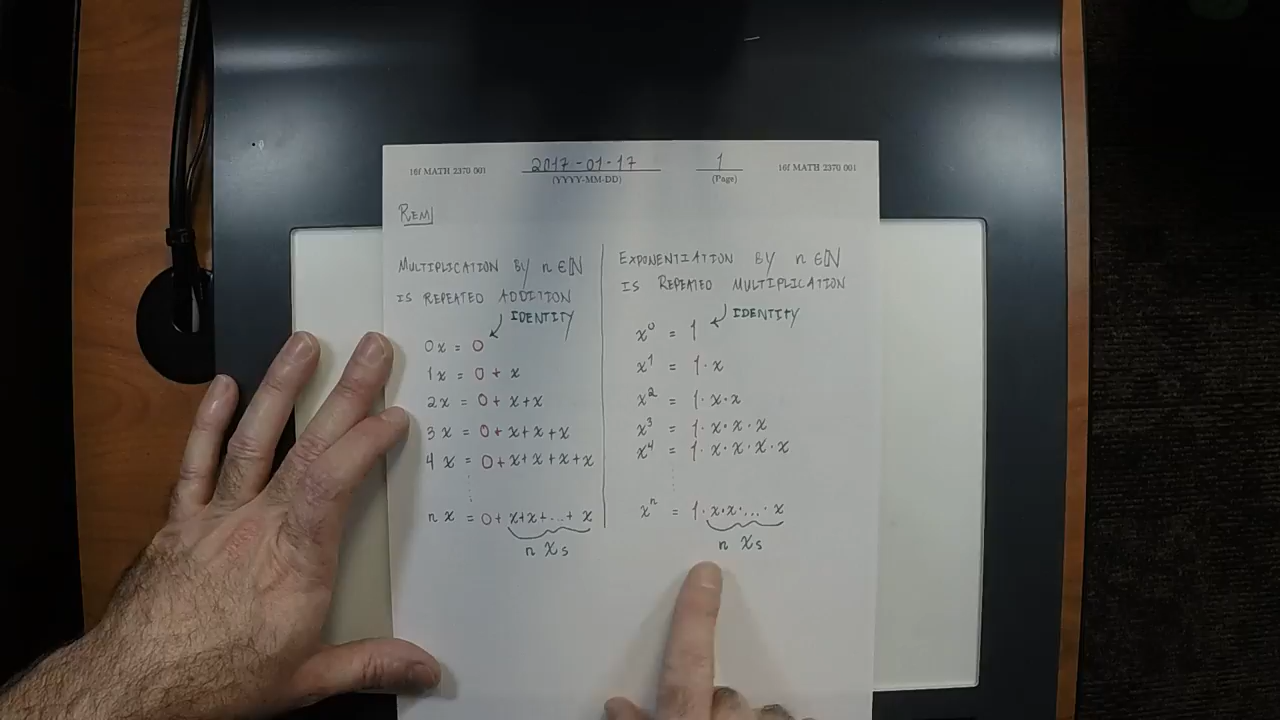 16f MATH 2370 001 2017-01-17 1 16f MATH 2370 001
(YYYY-MM-DD) (Page)
REM
MULTIPLICATION BY n ∈ ℕ
IS REPEATED ADDITION
IDENTITY
0x = 0
1x = 0 + x
2x = 0 + x + x
3x = 0 + x + x + x
4x = 0 + x + x + x + x
⋮
nx = 0 + x + x + ... + x
n xs
EXPONENTIATION BY n ∈ ℕ
IS REPEATED MULTIPLICATION
IDENTITY
x⁰ = 1
x¹ = 1 · x
x² = 1 · x · x
x³ = 1 · x · x · x
x⁴ = 1 · x · x · x · x
⋮
xⁿ = 1 · x · x · ... · x
n xs